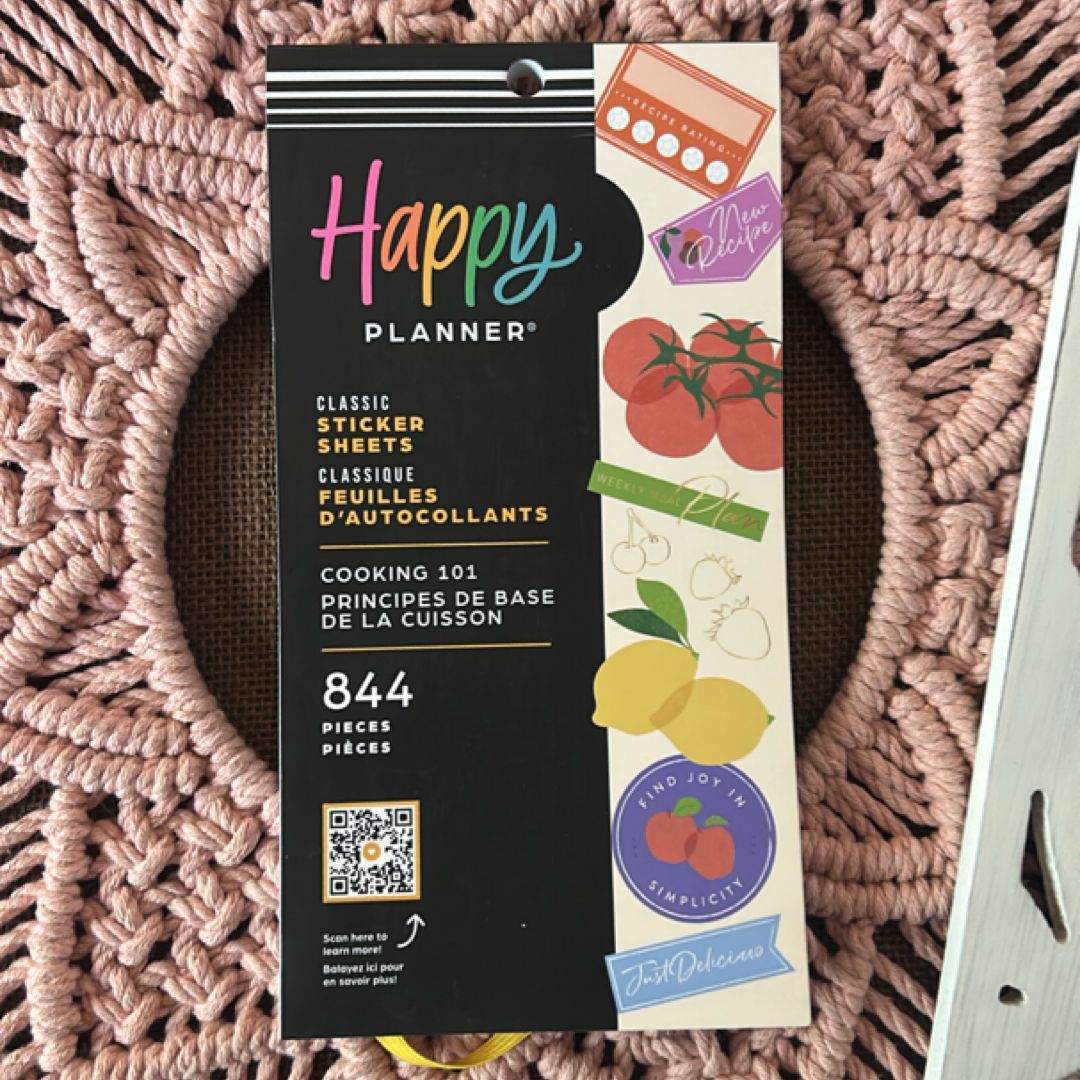 Happy
PLANNER®
CLASSIC
STICKER
SHEETS
CLASSIQUE
FEUILLES
D'AUTOCOLLANTS
COOKING 101
PRINCIPES DE BASE
DE LA CUISSON
844
PIECES
PIÈCES
Scan here to
learn more!
Balayez ici pour
en savoir plus!
RECIPE RATING
New
Recipe
WEEKLY MEAL Plan
FIND JOY IN
SIMPLICITY
Just Delicious